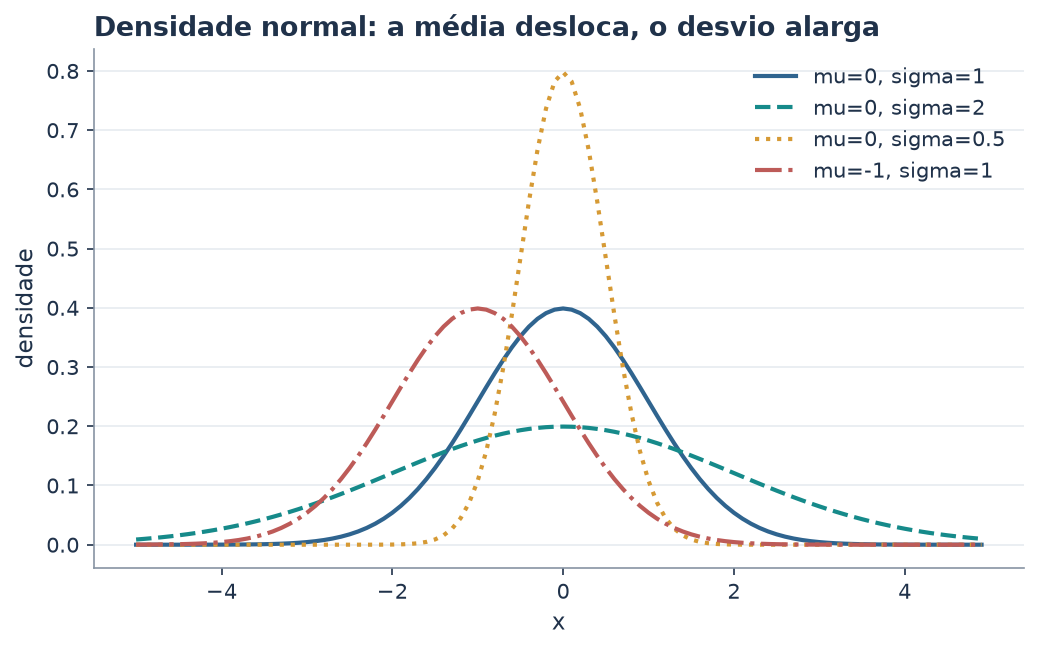 Densidade normal: a média desloca, o desvio alarga
mu=0, sigma=1
mu=0, sigma=2
mu=0, sigma=0.5
mu=-1, sigma=1
densidade
0.8
0.7
0.6
0.5
0.4
0.3
0.2
0.1
0.0
−4
−2
0
2
4
x